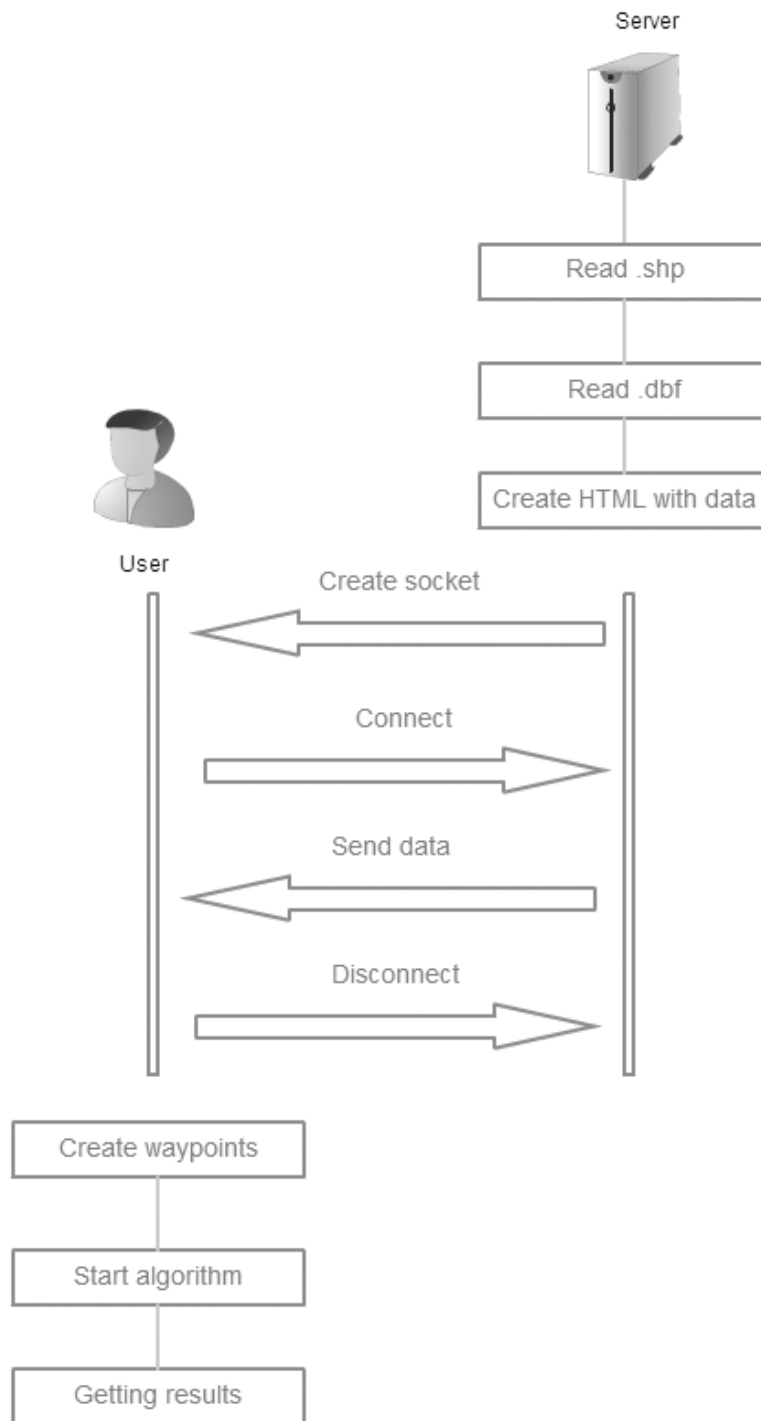 Server
Read .shp
Read .dbf
Create HTML with data
User
Create socket
Connect
Send data
Disconnect
Create waypoints
Start algorithm
Getting results